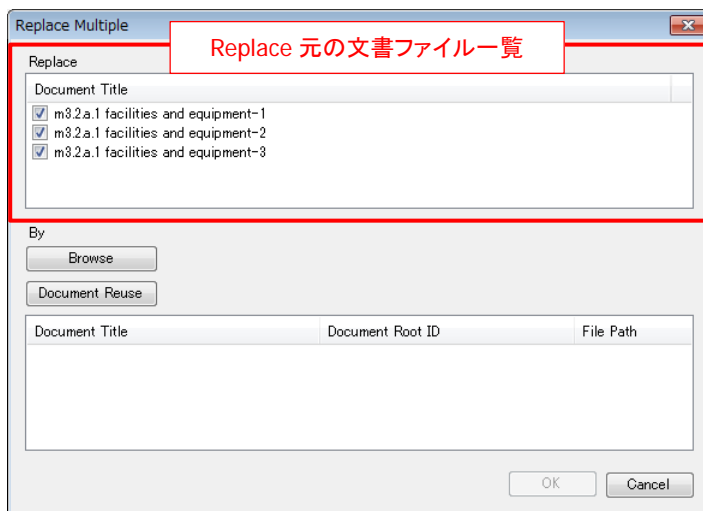 Replace Multiple
Replace 元の文書ファイル一覧
Replace
Document Title
m3.2.a.1 facilities and equipment-1
m3.2.a.1 facilities and equipment-2
m3.2.a.1 facilities and equipment-3
By
Browse
Document Reuse
Document Title Document Root ID File Path
OK Cancel